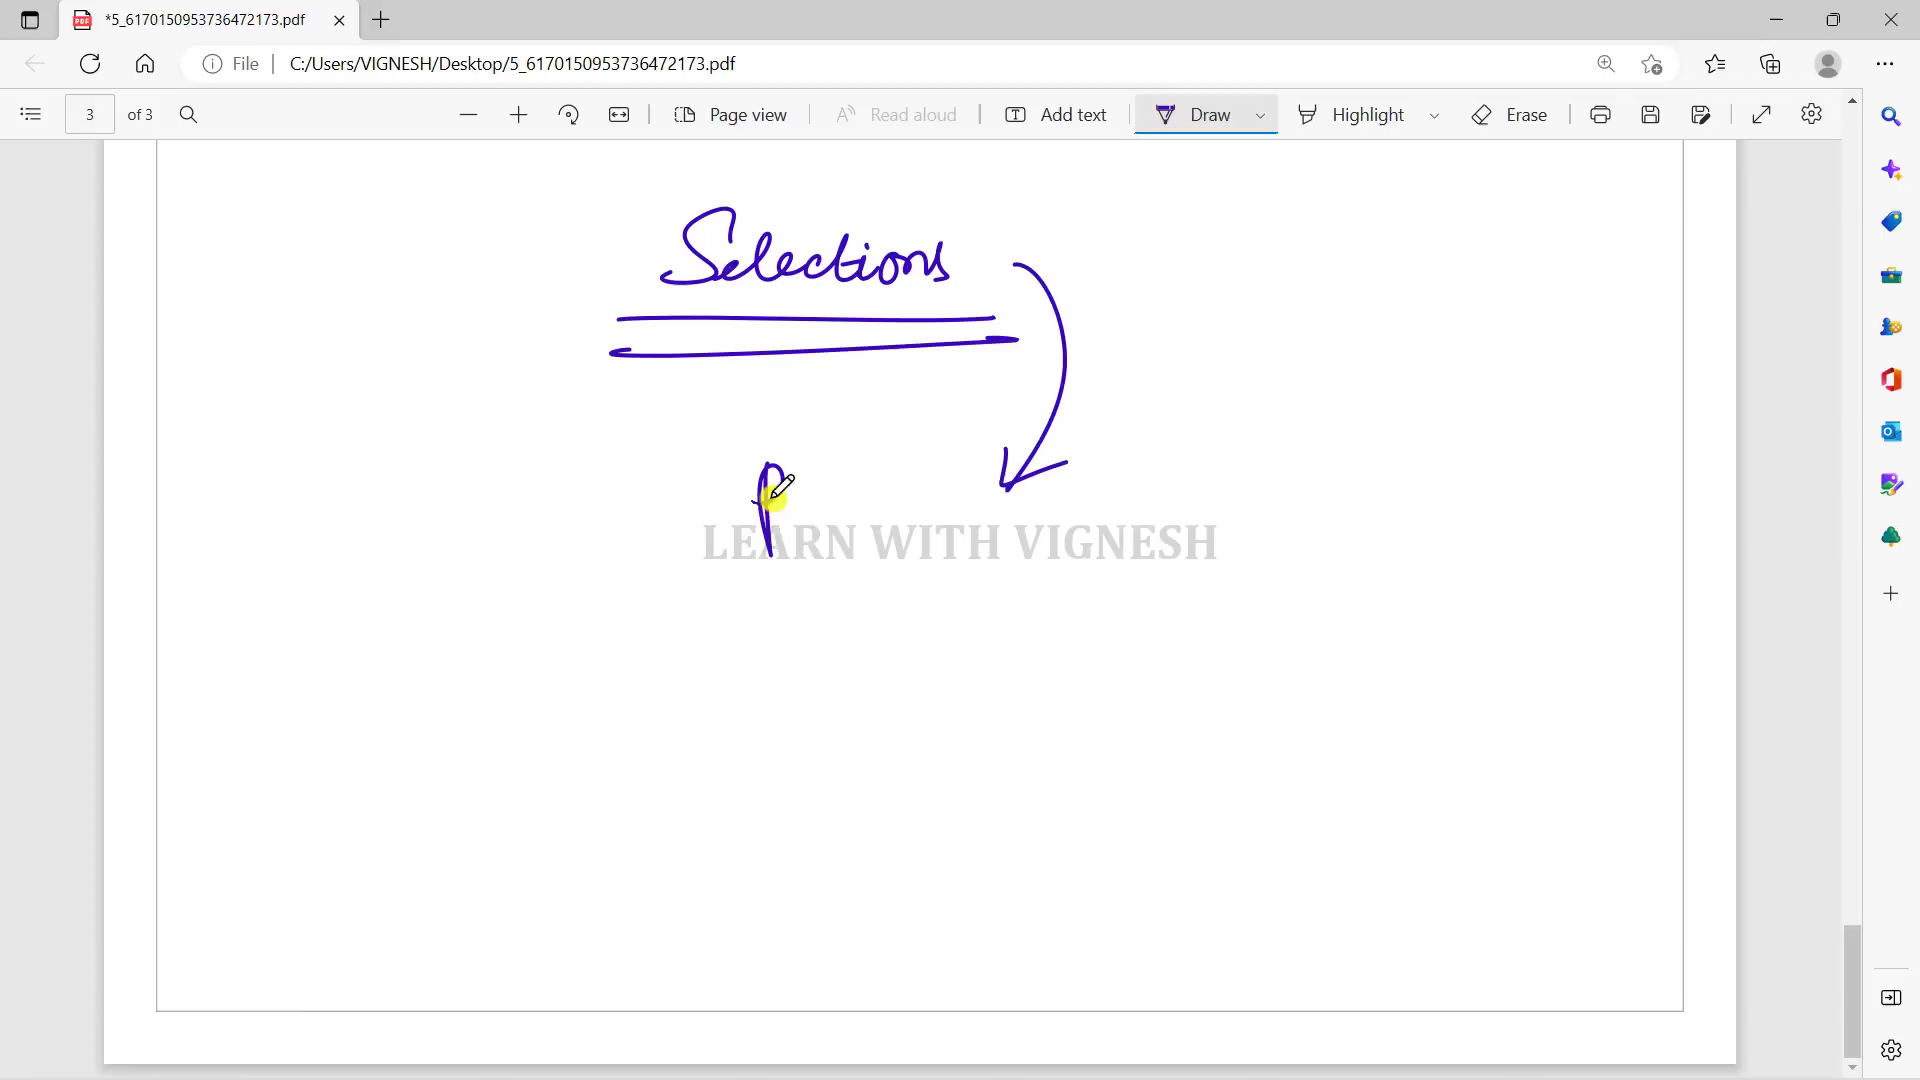 *5_6170150953736472173.pdf
File C:/Users/VIGNESH/Desktop/5_6170150953736472173.pdf
3 of 3 Page view Read aloud Add text Draw Highlight Erase
Selections
P
LEARN WITH VIGNESH